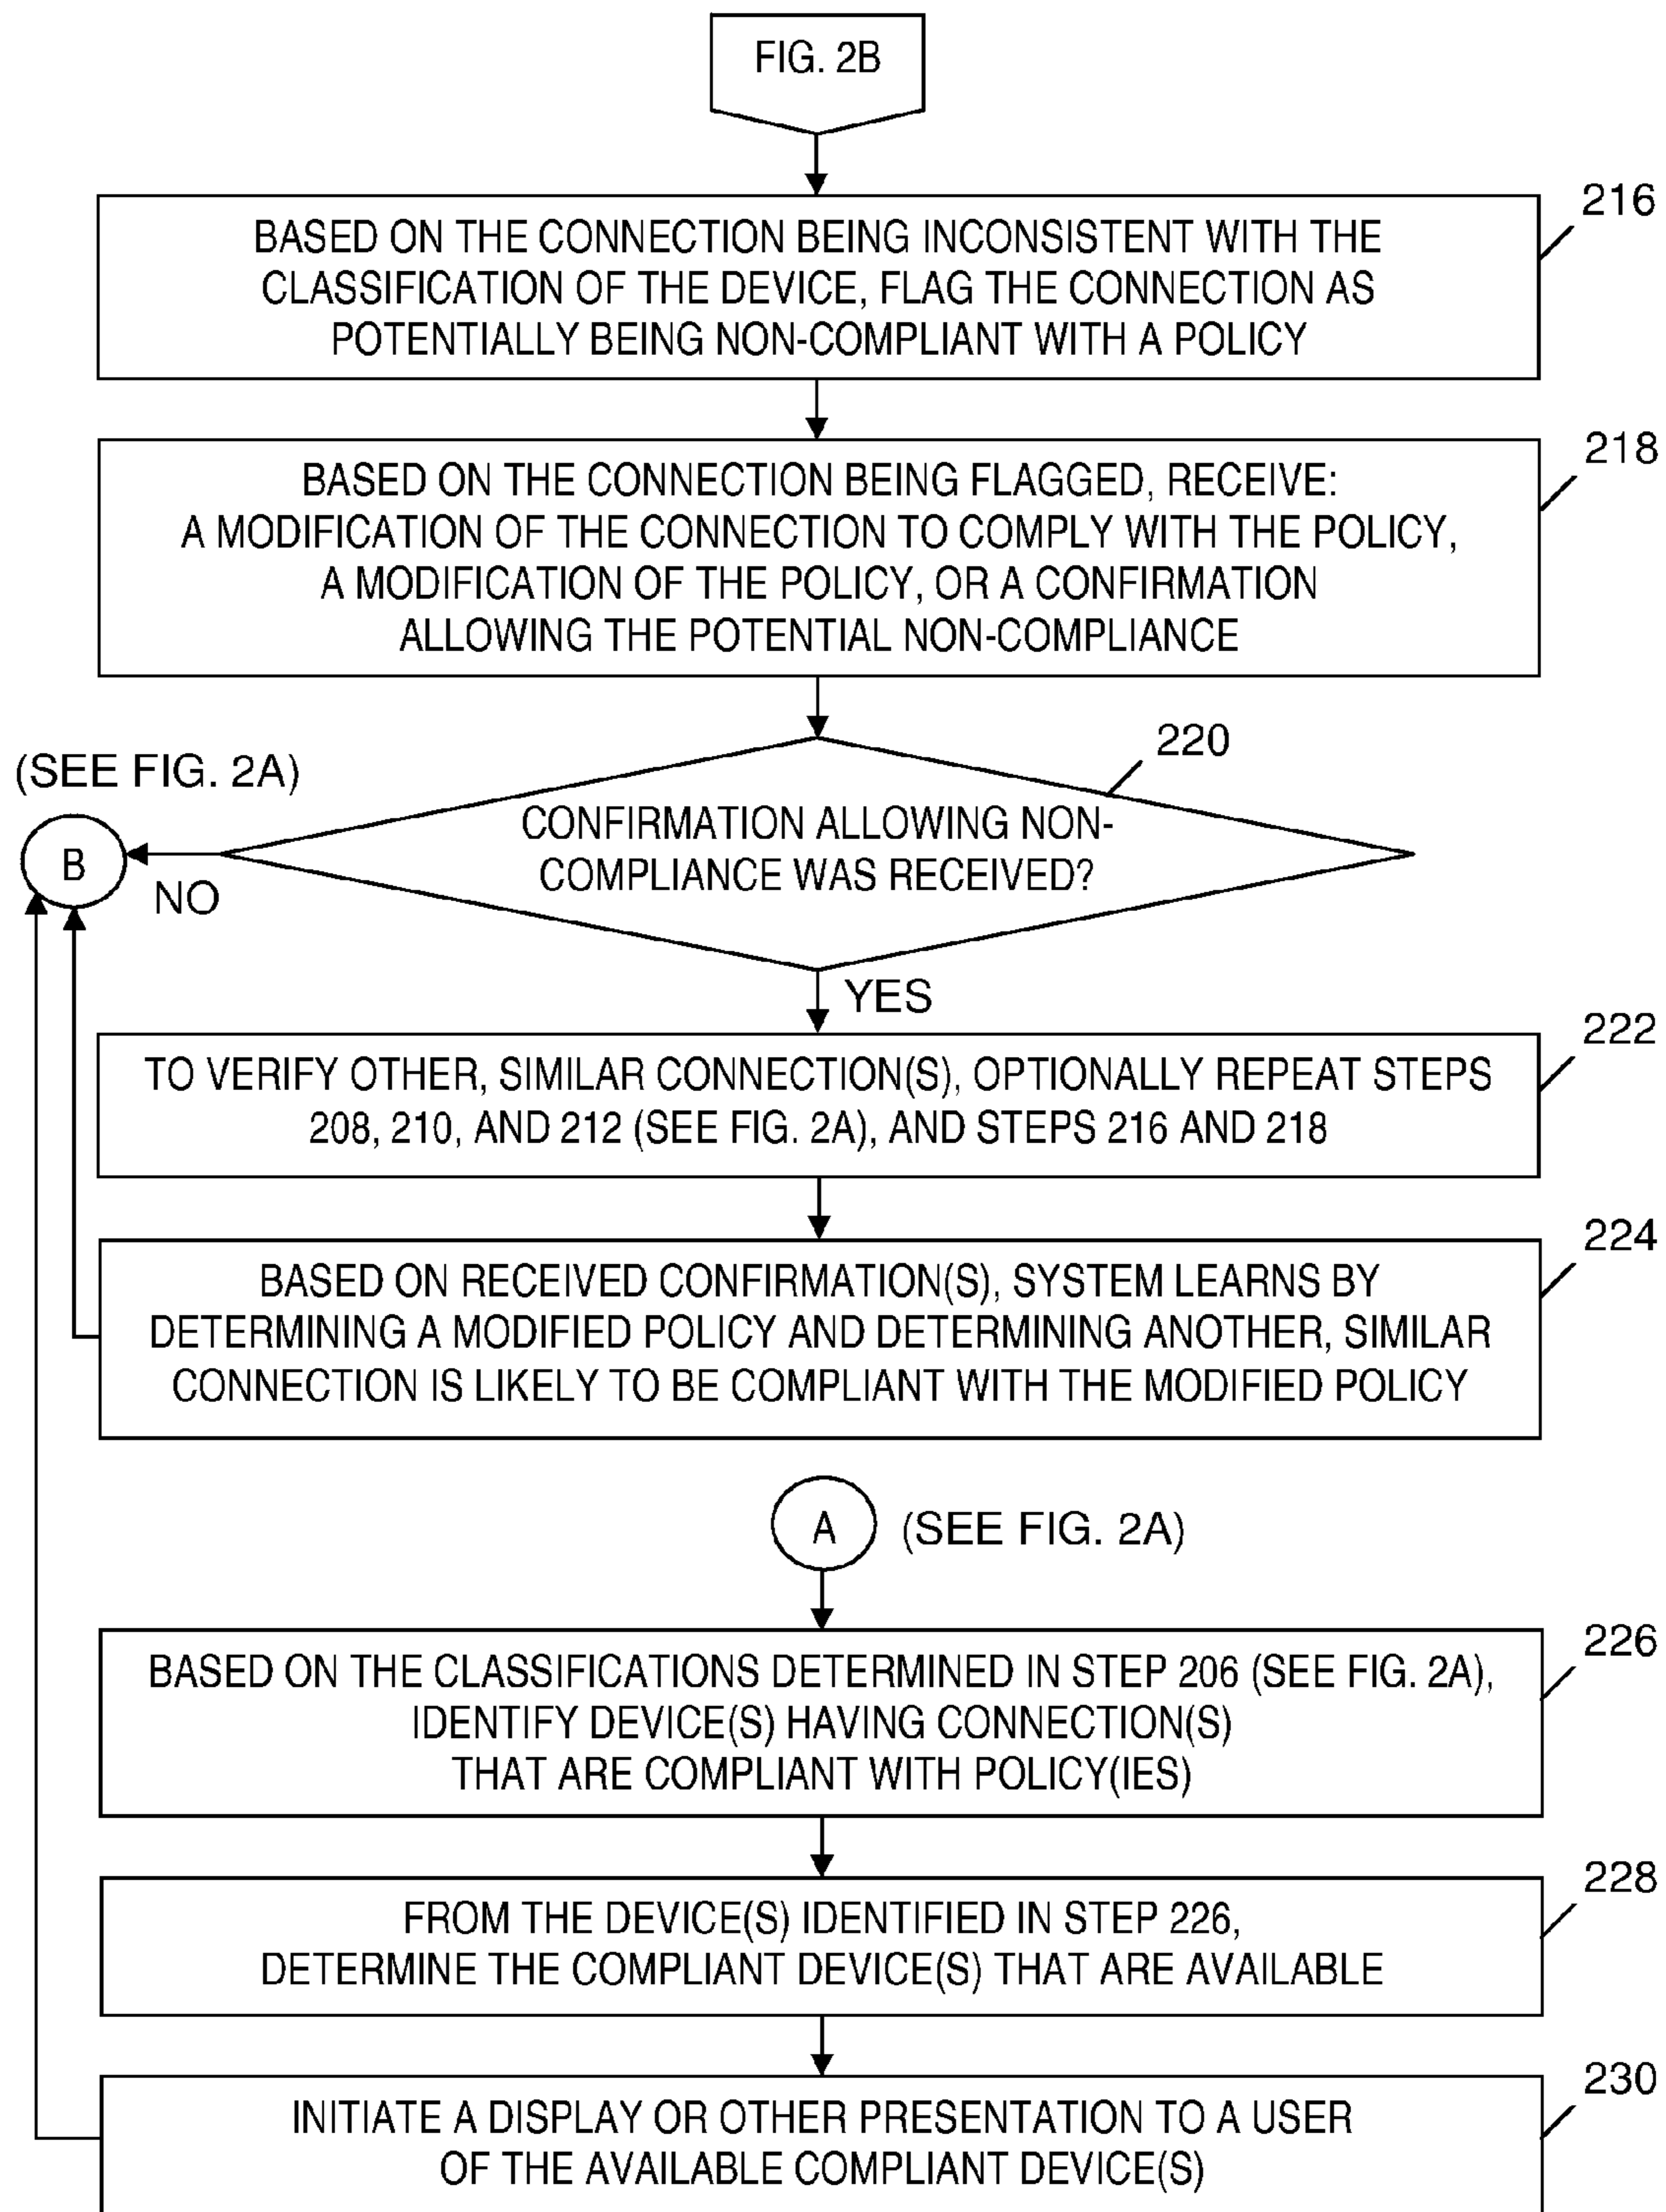 FIG. 2B
216
BASED ON THE CONNECTION BEING INCONSISTENT WITH THE
CLASSIFICATION OF THE DEVICE, FLAG THE CONNECTION AS
POTENTIALLY BEING NON-COMPLIANT WITH A POLICY
218
BASED ON THE CONNECTION BEING FLAGGED, RECEIVE:
A MODIFICATION OF THE CONNECTION TO COMPLY WITH THE POLICY,
A MODIFICATION OF THE POLICY, OR A CONFIRMATION
ALLOWING THE POTENTIAL NON-COMPLIANCE
220
(SEE FIG. 2A)
CONFIRMATION ALLOWING NON-
COMPLIANCE WAS RECEIVED?
B
NO
YES
222
TO VERIFY OTHER, SIMILAR CONNECTION(S), OPTIONALLY REPEAT STEPS
208, 210, AND 212 (SEE FIG. 2A), AND STEPS 216 AND 218
224
BASED ON RECEIVED CONFIRMATION(S), SYSTEM LEARNS BY
DETERMINING A MODIFIED POLICY AND DETERMINING ANOTHER, SIMILAR
CONNECTION IS LIKELY TO BE COMPLIANT WITH THE MODIFIED POLICY
A (SEE FIG. 2A)
226
BASED ON THE CLASSIFICATIONS DETERMINED IN STEP 206 (SEE FIG. 2A),
IDENTIFY DEVICE(S) HAVING CONNECTION(S)
THAT ARE COMPLIANT WITH POLICY(IES)
228
FROM THE DEVICE(S) IDENTIFIED IN STEP 226,
DETERMINE THE COMPLIANT DEVICE(S) THAT ARE AVAILABLE
230
INITIATE A DISPLAY OR OTHER PRESENTATION TO A USER
OF THE AVAILABLE COMPLIANT DEVICE(S)